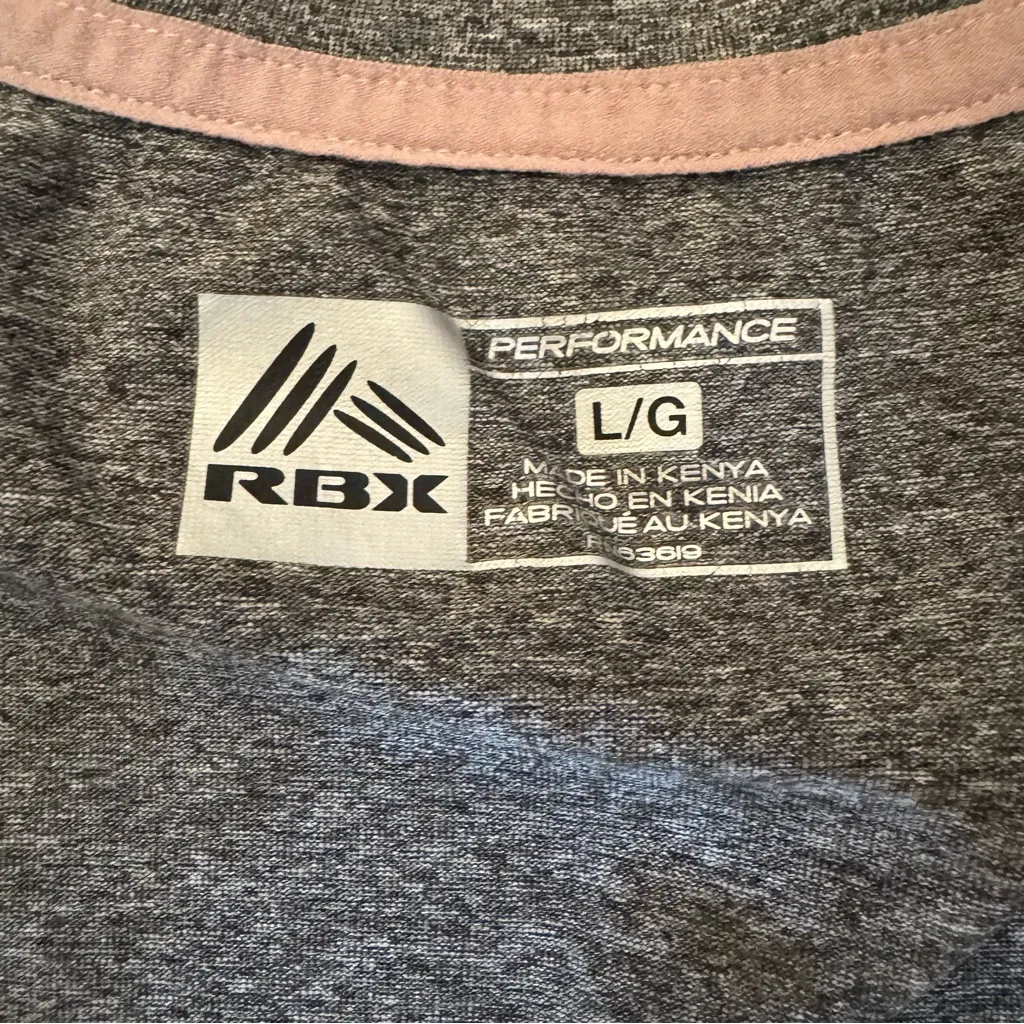 RBX
PERFORMANCE
L/G
MADE IN KENYA
HECHO EN KENIA
FABRIQUÉ AU KENYA